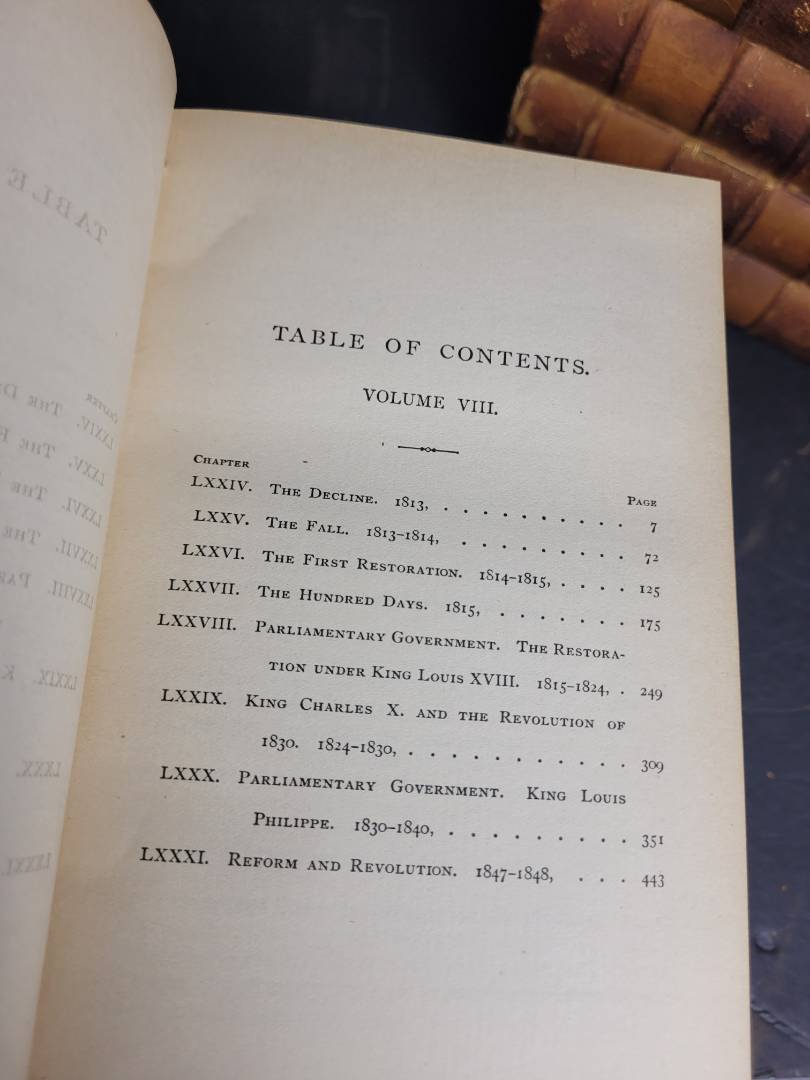 TABLE OF CONTENTS.
VOLUME VIII.
CHAPTER PAGE
LXXIV. THE DECLINE. 1813, . . . . . . . . . . 7
LXXV. THE FALL. 1813–1814, . . . . . . . . . 72
LXXVI. THE FIRST RESTORATION. 1814–1815, . . . . 125
LXXVII. THE HUNDRED DAYS. 1815, . . . . . . . 175
LXXVIII. PARLIAMENTARY GOVERNMENT. THE RESTORA-
TION UNDER KING LOUIS XVIII. 1815–1824, . 249
LXXIX. KING CHARLES X. AND THE REVOLUTION OF
1830. 1824–1830, . . . . . . . . . . . 309
LXXX. PARLIAMENTARY GOVERNMENT. KING LOUIS
PHILIPPE. 1830–1840, . . . . . . . . . 351
LXXXI. REFORM AND REVOLUTION. 1847–1848, . . . 443